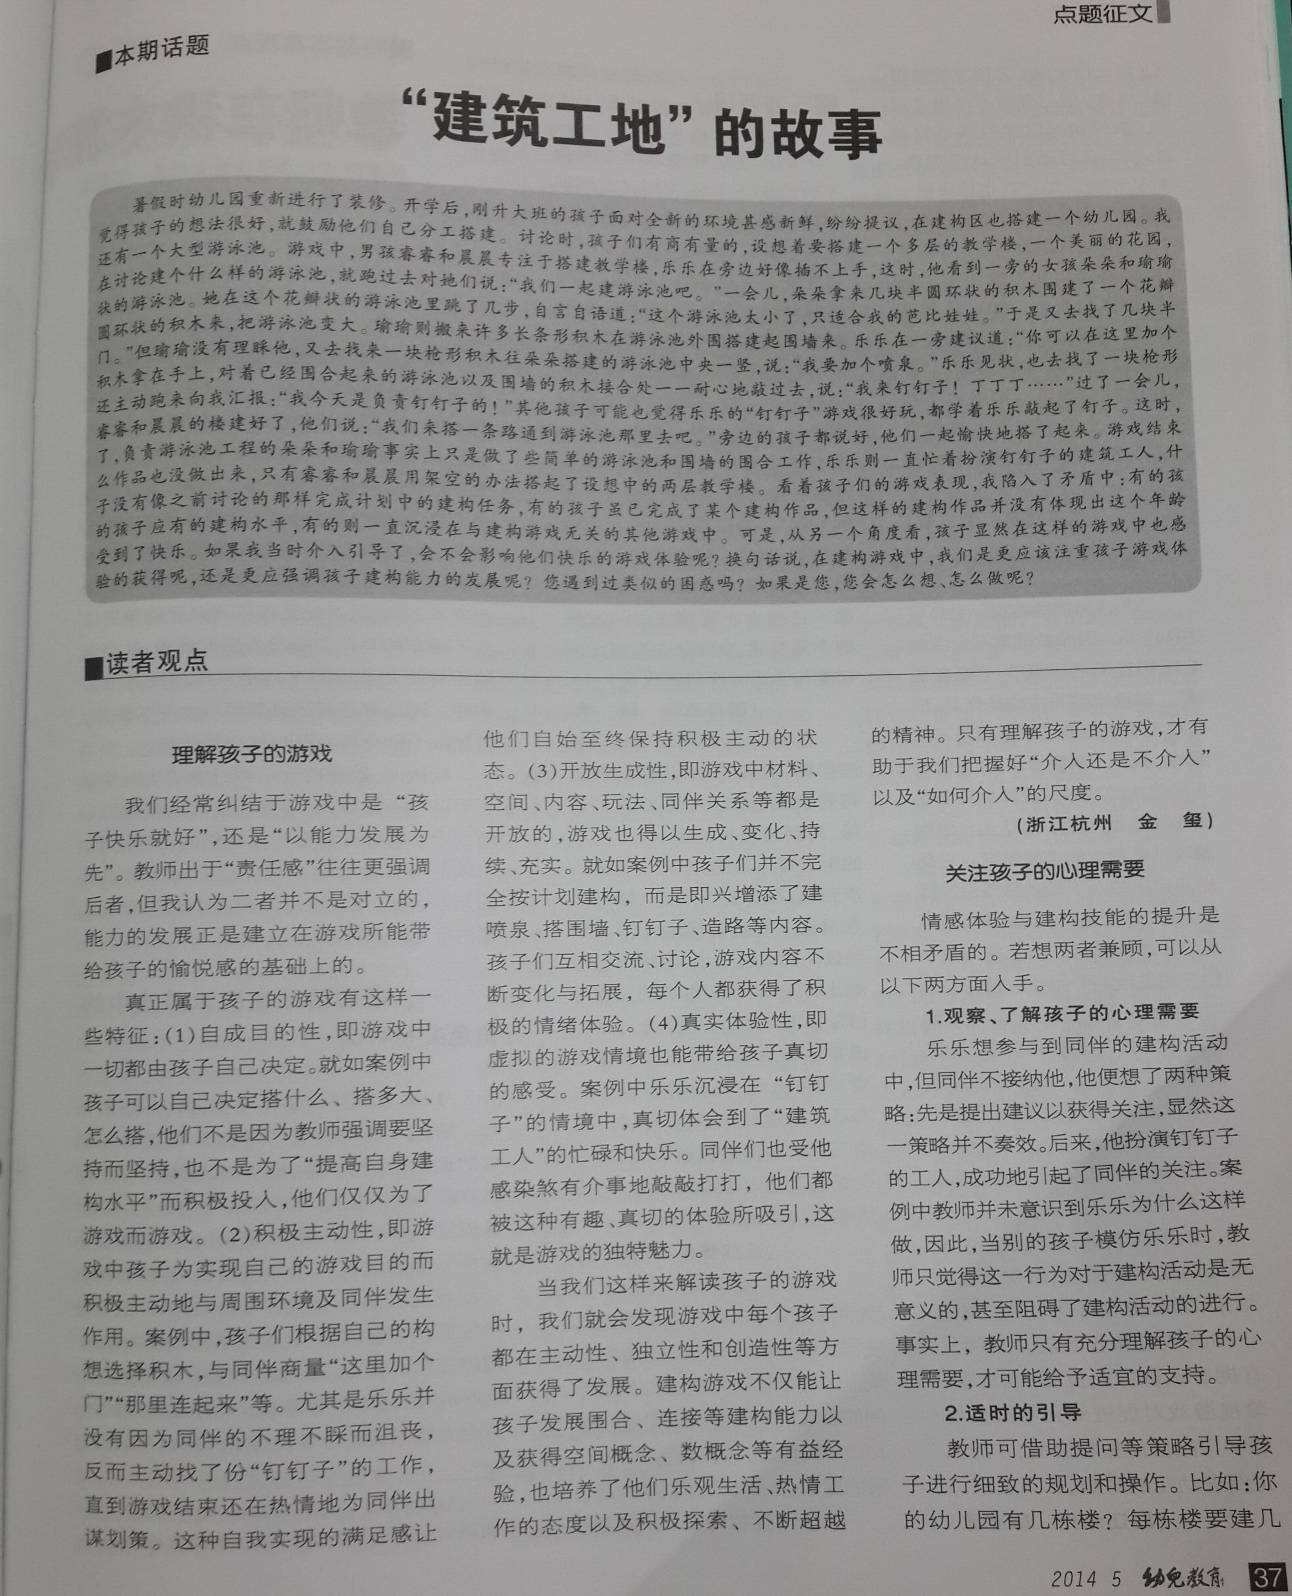 点题征文
■本期话题
“建筑工地”的故事
暑假时幼儿园重新进行了装修。开学后,刚升大班的孩子面对全新的环境甚感新鲜,纷纷提议,在建构区也搭建一个幼儿园。我
觉得孩子的想法很好,就鼓励他们自己分工搭建。讨论时,孩子们有商有量的,设想着要搭建一个多层的教学楼,一个美丽的花园,
还有一个大型游泳池。游戏中,男孩睿睿和晨晨专注于搭建教学楼,乐乐在旁边好像插不上手,这时,他看到一旁的女孩朵朵和瑜瑜
在讨论建个什么样的游泳池,就跑过去对她们说:“我们一起建游泳池吧。”一会儿,朵朵拿来几块半圆环状的积木围建了一个花瓣
状的游泳池。她在这个花瓣状的游泳池里跳了几步,自言自语道:“这个游泳池太小了,只适合我的芭比娃娃。”于是又去找了几块半
圆环状的积木来,把游泳池变大。瑜瑜则搬来许多长条形积木在游泳池外围搭建起围墙来。乐乐在一旁建议道:“你可以在这里加个
门。”但瑜瑜没有理睬他,又去找来一块枪形积木往朵朵搭建的游泳池中央一竖,说:“我要加个喷泉。”乐乐见状,也去找了一块枪形
积木拿在手上,对着已经围合起来的游泳池以及围墙的积木接合处一一耐心地敲过去,说:“我来钉钉子！丁丁丁……”过了一会儿,
还主动跑来向我汇报:“我今天是负责钉钉子的！”其他孩子可能也觉得乐乐的“钉钉子”游戏很好玩,都学着乐乐敲起了钉子。这时,
睿睿和晨晨的楼建好了,他们说:“我们来搭一条路通到游泳池那里去吧。”旁边的孩子都说好,他们一起愉快地搭了起来。游戏结束
了,负责游泳池工程的朵朵和瑜瑜事实上只是做了些简单的游泳池和围墙的围合工作,乐乐则一直忙着扮演钉钉子的建筑工人,什
么作品也没做出来,只有睿睿和晨晨用架空的办法搭起了设想中的两层教学楼。看着孩子们的游戏表现,我陷入了矛盾中:有的孩
子没有像之前讨论的那样完成计划中的建构任务,有的孩子虽已完成了某个建构作品,但这样的建构作品并没有体现出这个年龄
的孩子应有的建构水平,有的则一直沉浸在与建构游戏无关的其他游戏中。可是,从另一个角度看,孩子显然在这样的游戏中也感
受到了快乐。如果我当时介入引导了,会不会影响他们快乐的游戏体验呢？换句话说,在建构游戏中,我们是更应该注重孩子游戏体
验的获得呢,还是更应强调孩子建构能力的发展呢？您遇到过类似的困惑吗？如果是您,您会怎么想、怎么做呢？
■读者观点
理解孩子的游戏
我们经常纠结于游戏中是“孩
子快乐就好”,还是“以能力发展为
先”。教师出于“责任感”往往更强调
后者,但我认为二者并不是对立的,
能力的发展正是建立在游戏所能带
给孩子的愉悦感的基础上的。
真正属于孩子的游戏有这样一
些特征:(1)自成目的性,即游戏中
一切都由孩子自己决定。就如案例中
孩子可以自己决定搭什么、搭多大、
怎么搭,他们不是因为教师强调要坚
持而坚持,也不是为了“提高自身建
构水平”而积极投入,他们仅仅为了
游戏而游戏。(2)积极主动性,即游
戏中孩子为实现自己的游戏目的而
积极主动地与周围环境及同伴发生
作用。案例中,孩子们根据自己的构
想选择积木,与同伴商量“这里加个
门”“那里连起来”等。尤其是乐乐并
没有因为同伴的不理不睬而沮丧,
反而主动找了份“钉钉子”的工作,
直到游戏结束还在热情地为同伴出
谋划策。这种自我实现的满足感让
他们自始至终保持积极主动的状
态。(3)开放生成性,即游戏中材料、
空间、内容、玩法、同伴关系等都是
开放的,游戏也得以生成、变化、持
续、充实。就如案例中孩子们并不完
全按计划建构,而是即兴增添了建
喷泉、搭围墙、钉钉子、造路等内容。
孩子们互相交流、讨论,游戏内容不
断变化与拓展,每个人都获得了积
极的情绪体验。(4)真实体验性,即
虚拟的游戏情境也能带给孩子真切
的感受。案例中乐乐沉浸在“钉钉
子”的情境中,真切体会到了“建筑
工人”的忙碌和快乐。同伴们也受他
感染煞有介事地敲敲打打,他们都
被这种有趣、真切的体验所吸引,这
就是游戏的独特魅力。
当我们这样来解读孩子的游戏
时,我们就会发现游戏中每个孩子
都在主动性、独立性和创造性等方
面获得了发展。建构游戏不仅能让
孩子发展围合、连接等建构能力以
及获得空间概念、数概念等有益经
验,也培养了他们乐观生活、热情工
作的态度以及积极探索、不断超越
的精神。只有理解孩子的游戏,才有
助于我们把握好“介入还是不介入”
以及“如何介入”的尺度。
(浙江杭州 金 玺)
关注孩子的心理需要
情感体验与建构技能的提升是
不相矛盾的。若想两者兼顾,可以从
以下两方面入手。
1.观察、了解孩子的心理需要
乐乐想参与到同伴的建构活动
中,但同伴不接纳他,他便想了两种策
略:先是提出建议以获得关注,显然这
一策略并不奏效。后来,他扮演钉钉子
的工人,成功地引起了同伴的关注。案
例中教师并未意识到乐乐为什么这样
做,因此,当别的孩子模仿乐乐时,教
师只觉得这一行为对于建构活动是无
意义的,甚至阻碍了建构活动的进行。
事实上,教师只有充分理解孩子的心
理需要,才可能给予适宜的支持。
2.适时的引导
教师可借助提问等策略引导孩
子进行细致的规划和操作。比如:你
的幼儿园有几栋楼？每栋楼要建几
2014 5 幼儿教育 37